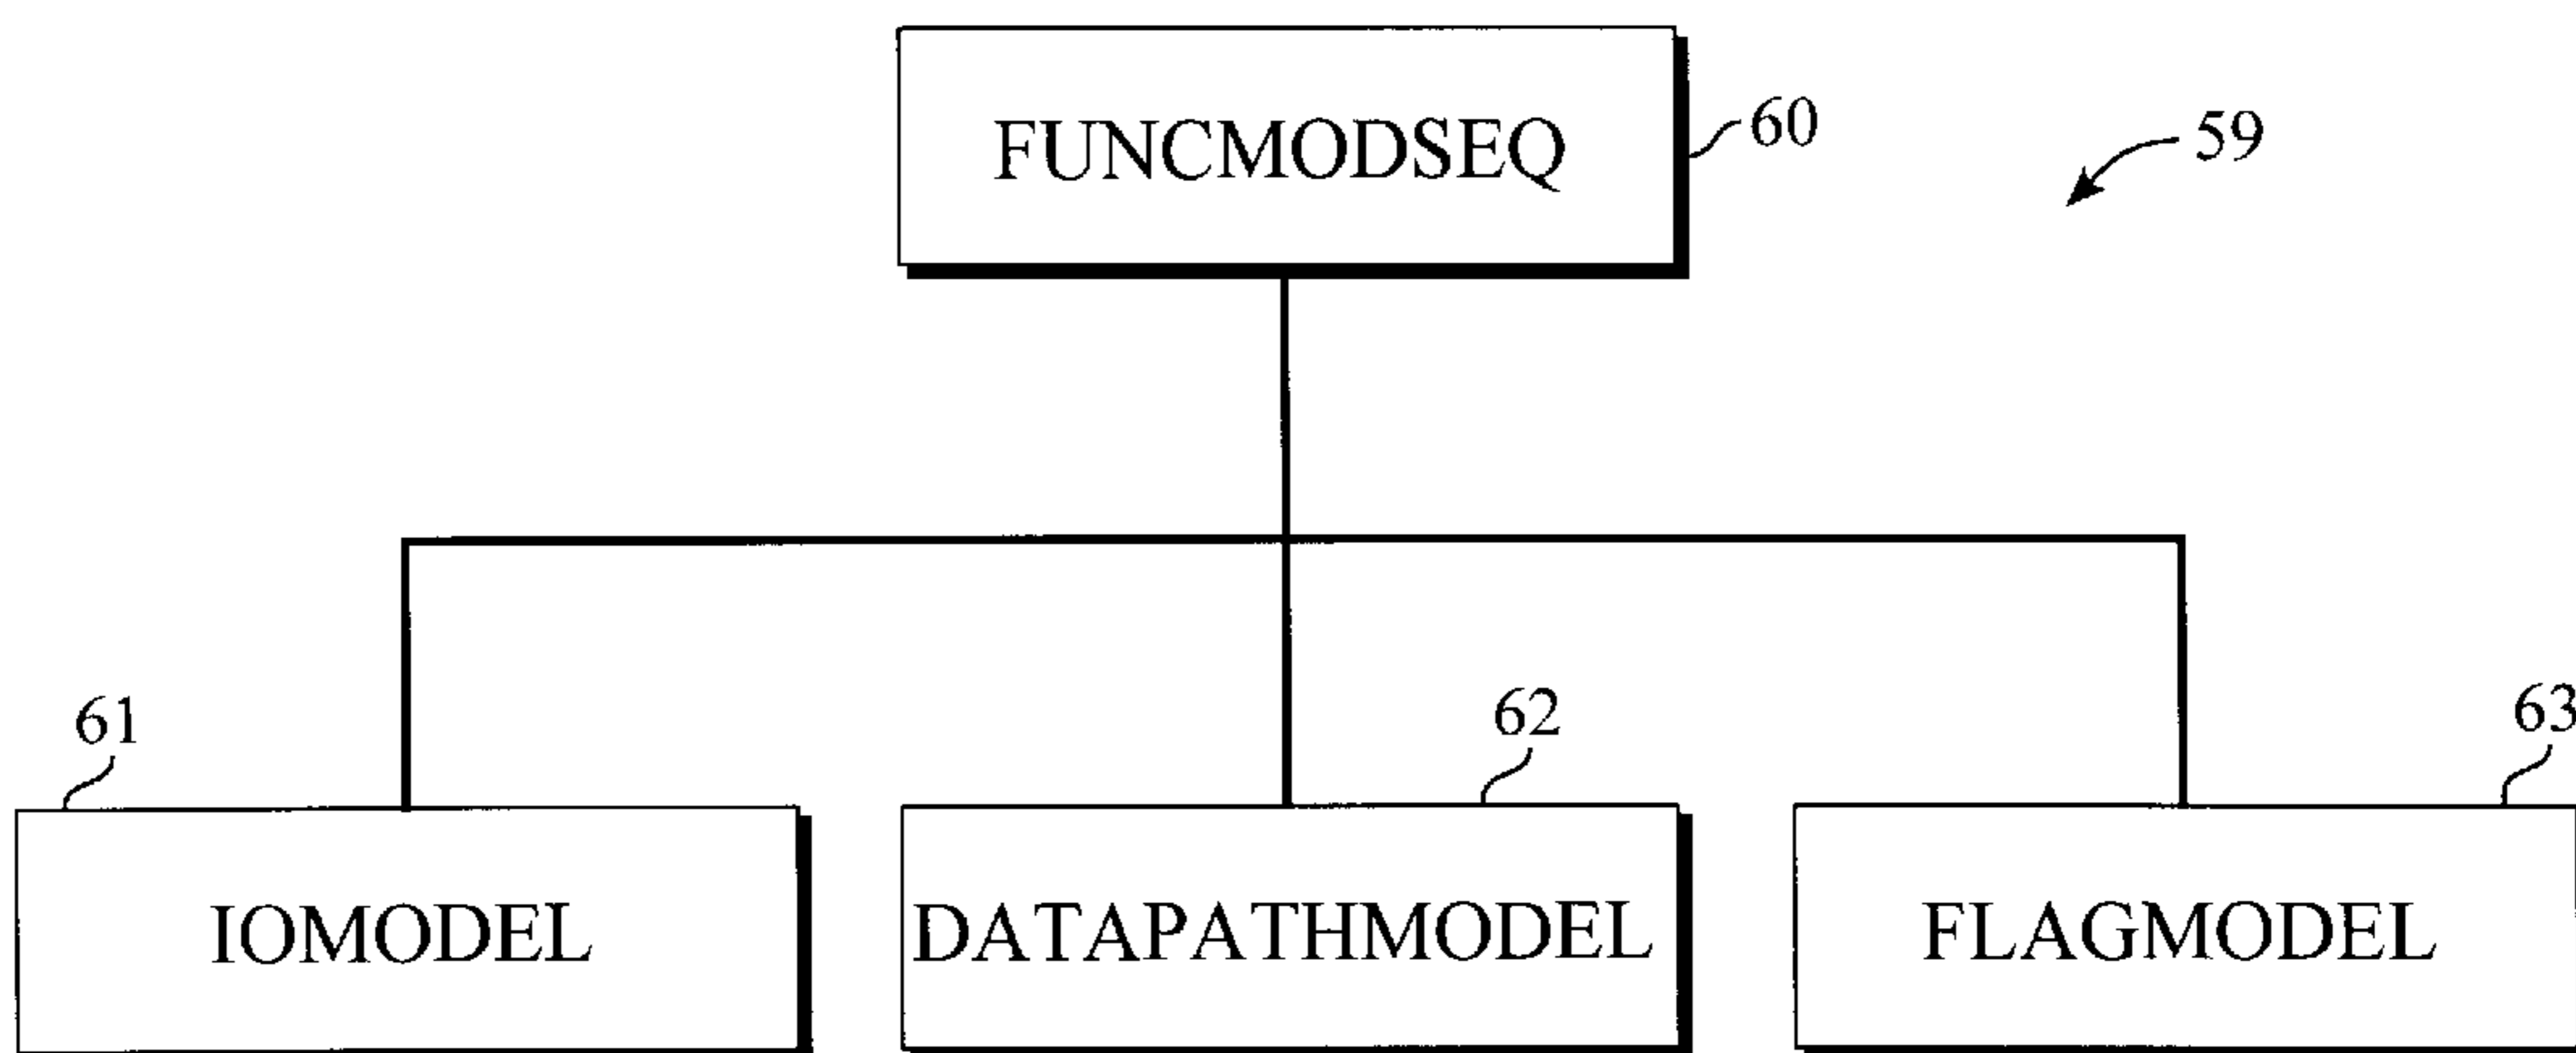 FUNCMODSEQ
60
59
61
62
63
IOMODEL
DATAPATHMODEL
FLAGMODEL